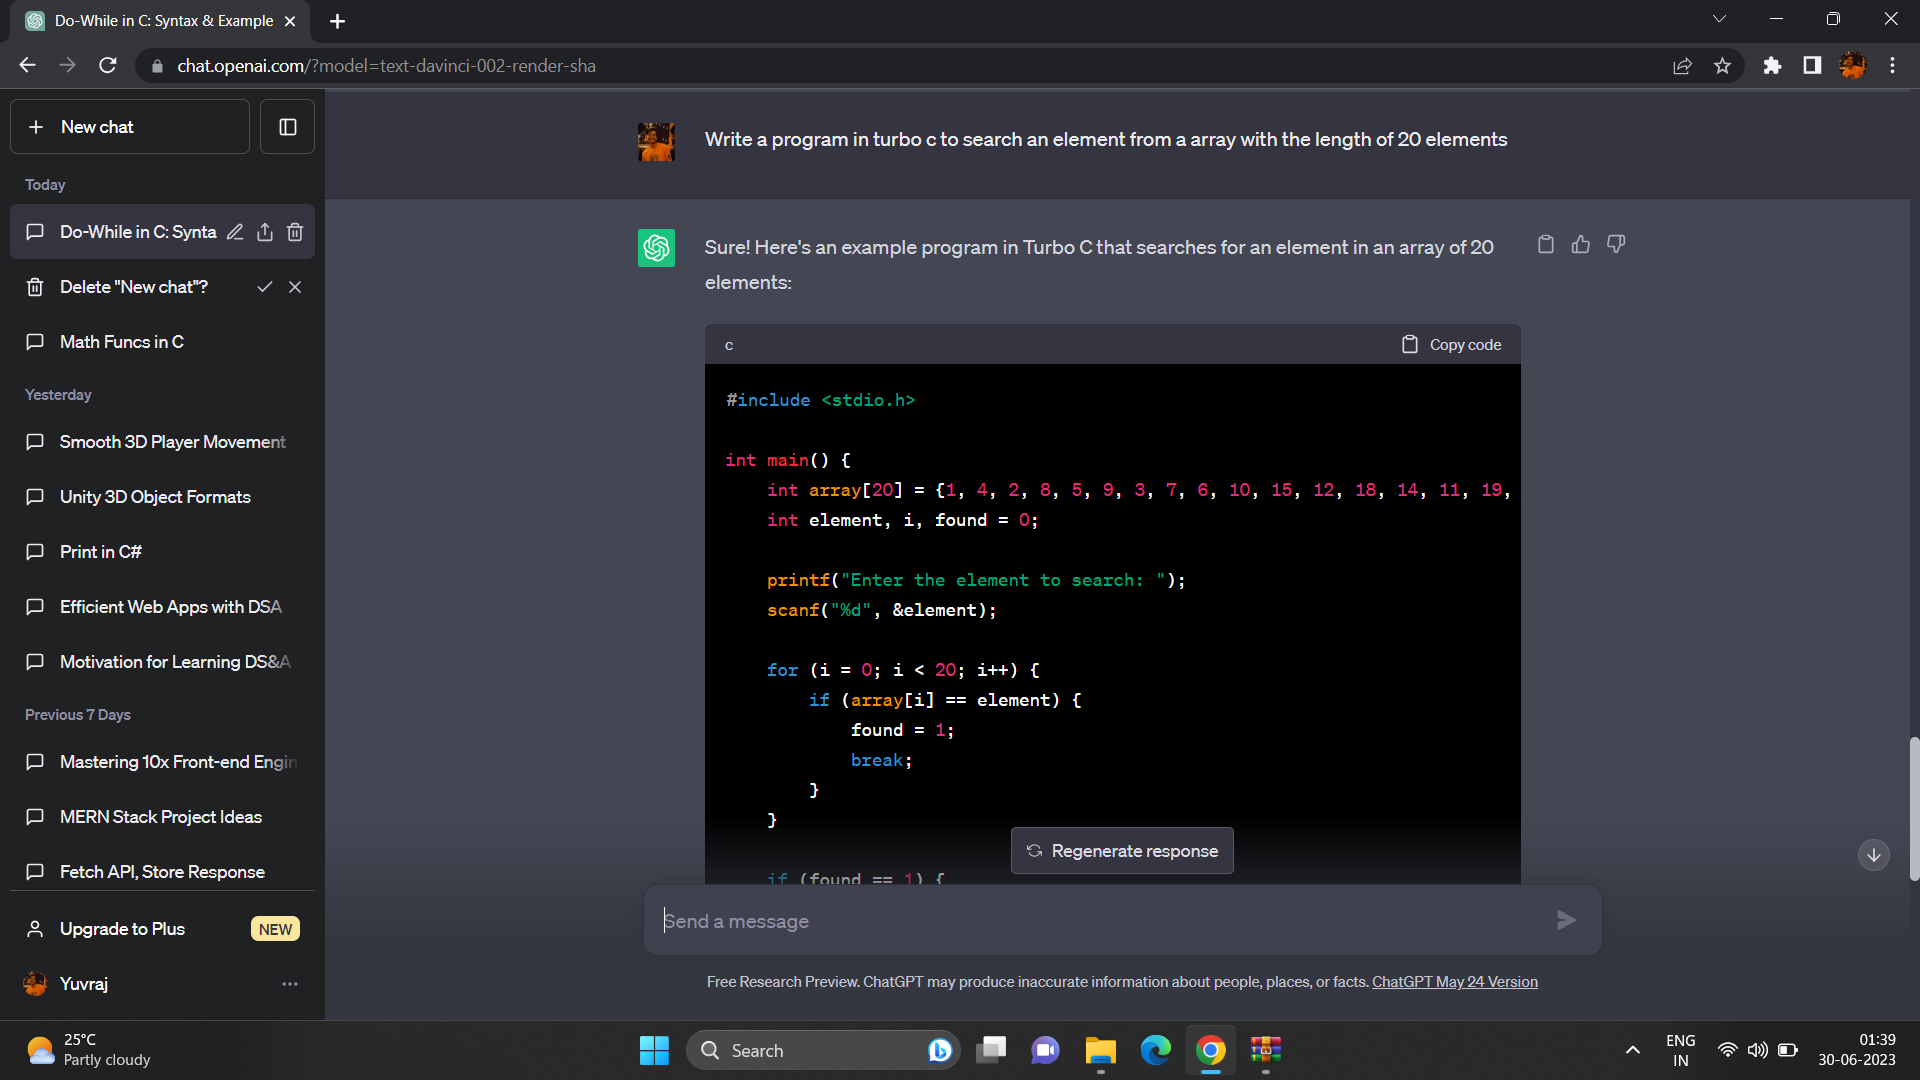 Do-While in C: Syntax & Example
chat.openai.com/?model=text-davinci-002-render-sha
New chat
Today
Do-While in C: Synta
Delete "New chat"?
Math Funcs in C
Yesterday
Smooth 3D Player Movement
Unity 3D Object Formats
Print in C#
Efficient Web Apps with DSA
Motivation for Learning DS&A
Previous 7 Days
Mastering 10x Front-end Engin
MERN Stack Project Ideas
Fetch API, Store Response
Upgrade to Plus NEW
Yuvraj
Write a program in turbo c to search an element from a array with the length of 20 elements
Sure! Here's an example program in Turbo C that searches for an element in an array of 20
elements:
c Copy code
#include <stdio.h>
int main() {
int array[20] = {1, 4, 2, 8, 5, 9, 3, 7, 6, 10, 15, 12, 18, 14, 11, 19,
int element, i, found = 0;
printf("Enter the element to search: ");
scanf("%d", &element);
for (i = 0; i < 20; i++) {
if (array[i] == element) {
found = 1;
break;
}
}
if (found == 1) {
Regenerate response
Send a message
Free Research Preview. ChatGPT may produce inaccurate information about people, places, or facts. ChatGPT May 24 Version
25°C
Partly cloudy
Search
ENG
IN
01:39
30-06-2023